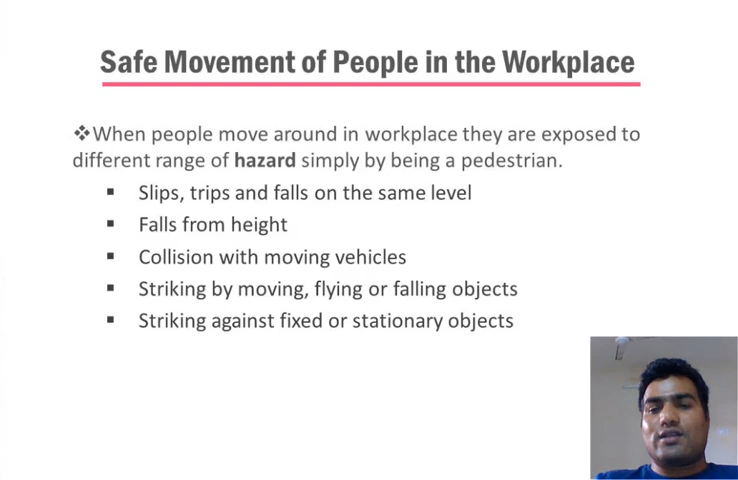 Safe Movement of People in the Workplace
❖When people move around in workplace they are exposed to
different range of hazard simply by being a pedestrian.
▪ Slips, trips and falls on the same level
▪ Falls from height
▪ Collision with moving vehicles
▪ Striking by moving, flying or falling objects
▪ Striking against fixed or stationary objects